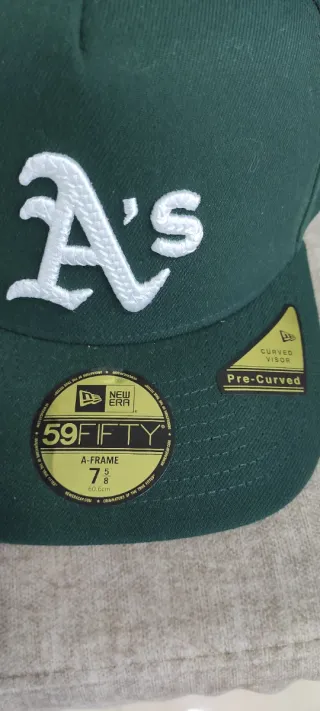 A's
CURVED
VISOR
Pre-Curved
NEW
ERA
59FIFTY
A-FRAME
7 5/8
60.6cm